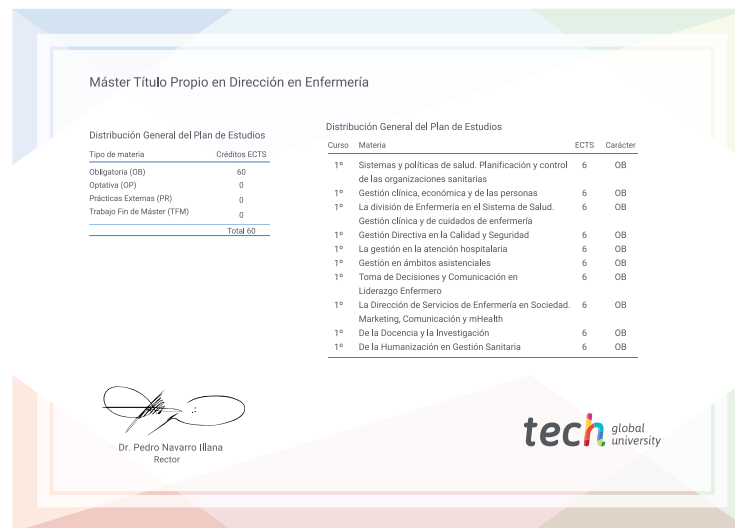 Máster Título Propio en Dirección en Enfermería
Distribución General del Plan de Estudios
Tipo de materia Créditos ECTS
Obligatoria (OB) 60
Optativa (OP) 0
Prácticas Externas (PR) 0
Trabajo Fin de Máster (TFM) 0
Total 60
Distribución General del Plan de Estudios
Curso Materia ECTS Carácter
1º Sistemas y políticas de salud. Planificación y control 6 OB
de las organizaciones sanitarias
1º Gestión clínica, económica y de las personas 6 OB
1º La división de Enfermería en el Sistema de Salud. 6 OB
Gestión clínica y de cuidados de enfermería
1º Gestión Directiva en la Calidad y Seguridad 6 OB
1º La gestión en la atención hospitalaria 6 OB
1º Gestión en ámbitos asistenciales 6 OB
1º Toma de Decisiones y Comunicación en 6 OB
Liderazgo Enfermero
1º La Dirección de Servicios de Enfermería en Sociedad. 6 OB
Marketing, Comunicación y mHealth
1º De la Docencia y la Investigación 6 OB
1º De la Humanización en Gestión Sanitaria 6 OB
Dr. Pedro Navarro Illana
Rector
tech global
university